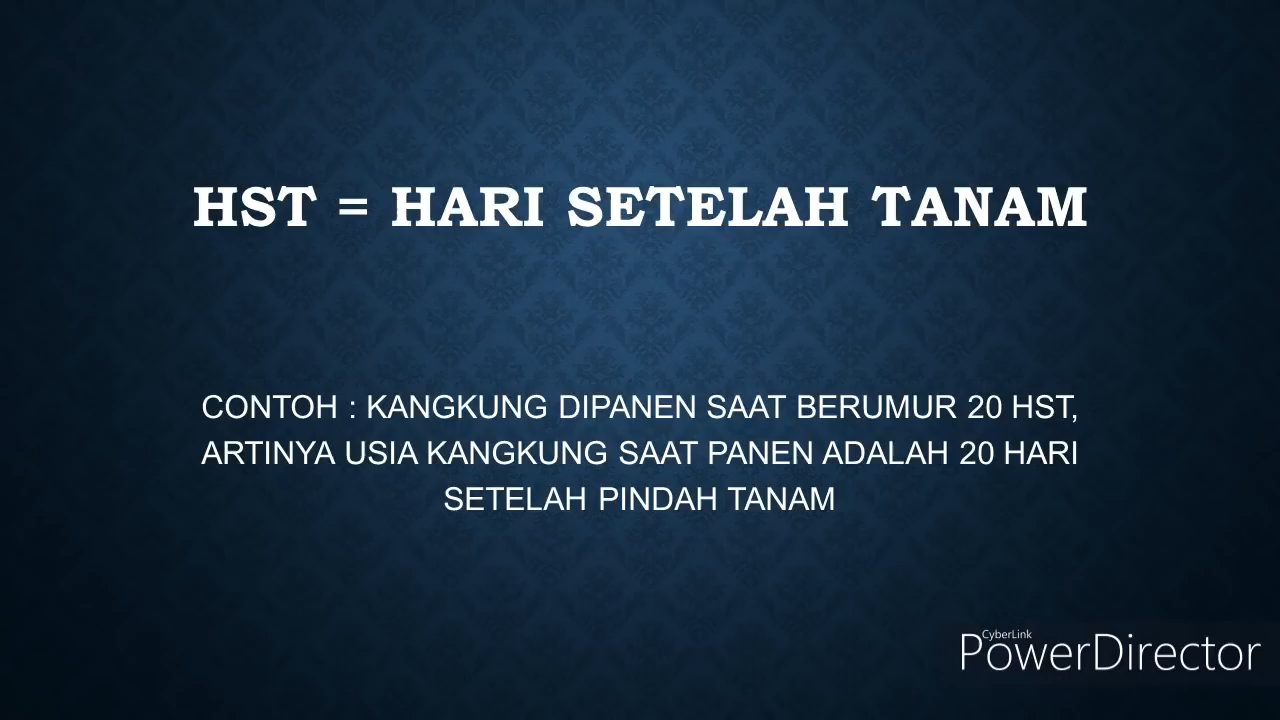 HST = HARI SETELAH TANAM
CONTOH : KANGKUNG DIPANEN SAAT BERUMUR 20 HST,
ARTINYA USIA KANGKUNG SAAT PANEN ADALAH 20 HARI
SETELAH PINDAH TANAM
CyberLink
PowerDirector